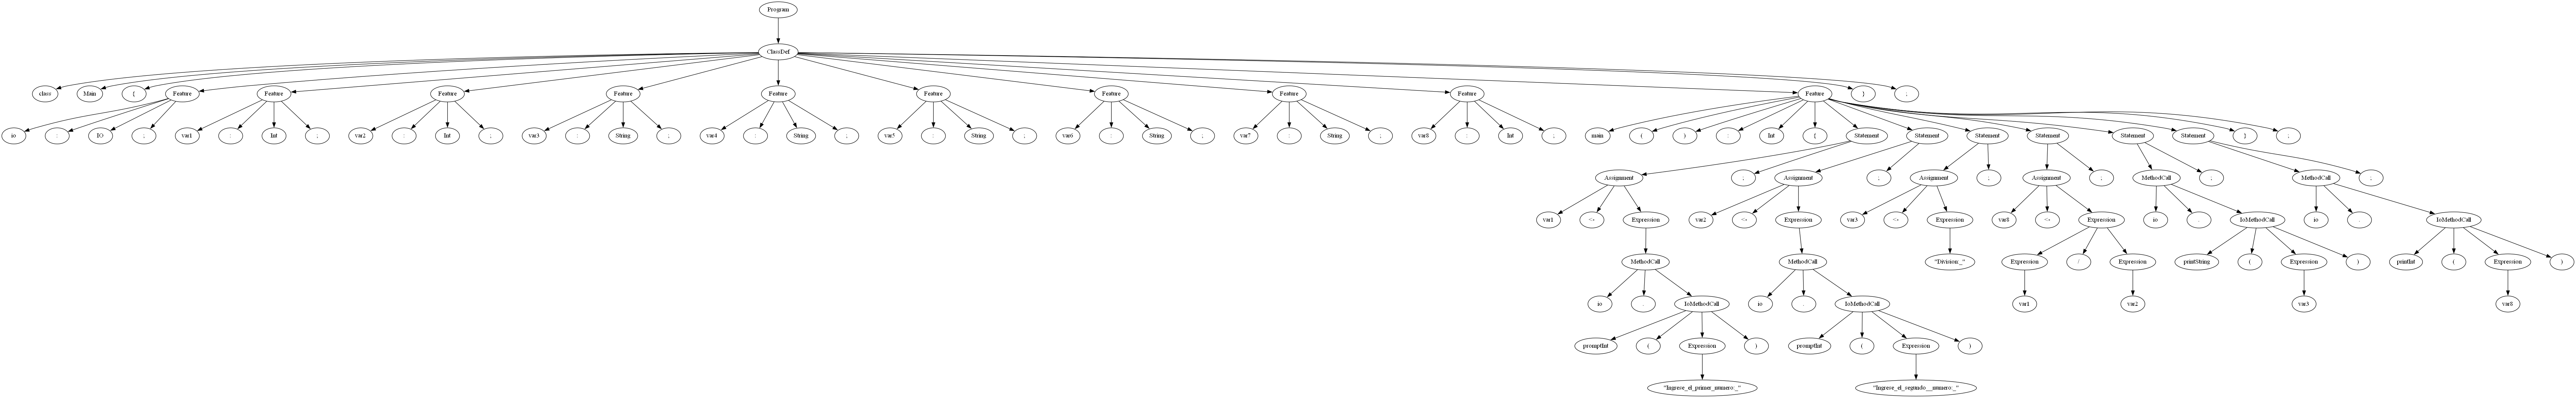 Program
ClassDef
class Main { Feature Feature Feature Feature Feature Feature Feature Feature Feature Feature } ;
io : IO ; var1 : Int ; var2 : Int ; var3 : String ; var4 : String ; var5 : String ; var6 : String ; var7 : String ; var8 : Int ; main ( ) : Int { Statement Statement Statement Statement Statement Statement } ;
Assignment ; Assignment ; Assignment ; Assignment ; MethodCall ; MethodCall ;
var1 <- Expression var2 <- Expression var3 <- Expression var8 <- Expression io . IoMethodCall io . IoMethodCall
MethodCall MethodCall "Division:_" Expression / Expression printString ( Expression ) printInt ( Expression )
io . IoMethodCall io . IoMethodCall var1 var2 var3 var8
promptInt ( Expression ) promptInt ( Expression )
"Ingrese_el_primer_numero:_" "Ingrese_el_segundo__numero:_"